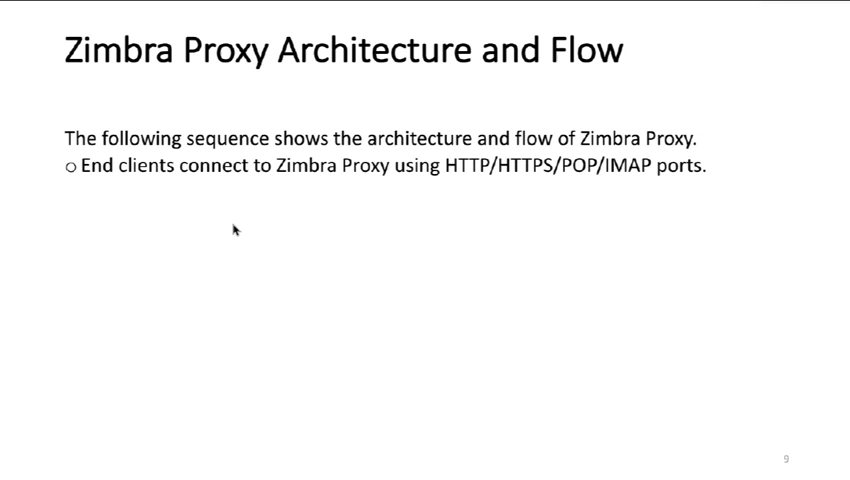 Zimbra Proxy Architecture and Flow
The following sequence shows the architecture and flow of Zimbra Proxy.
o End clients connect to Zimbra Proxy using HTTP/HTTPS/POP/IMAP ports.
9